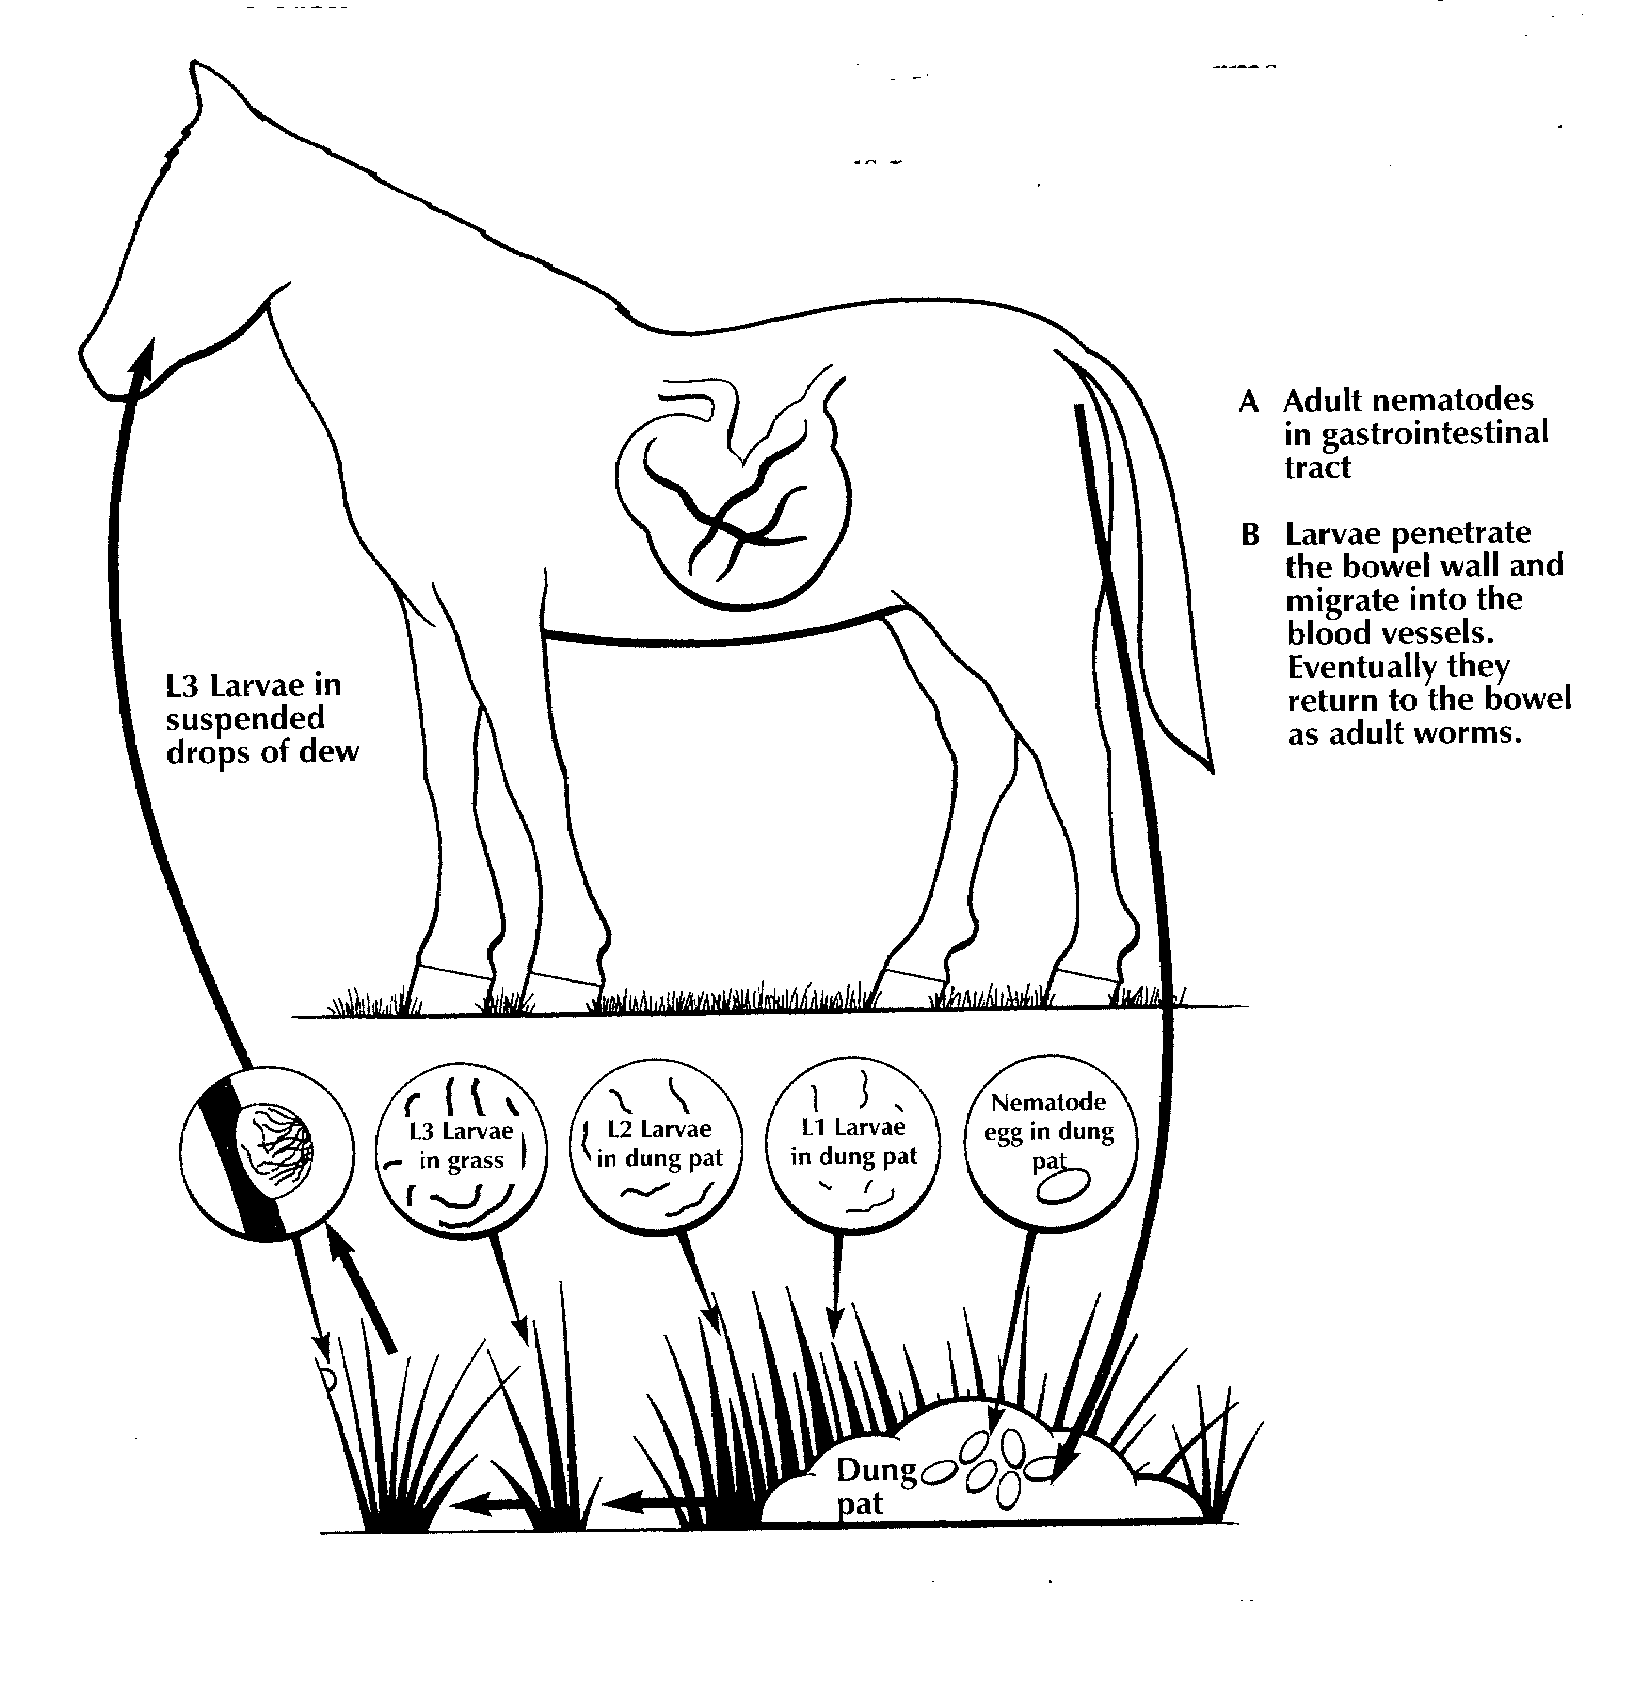 A Adult nematodes
in gastrointestinal
tract
B Larvae penetrate
the bowel wall and
migrate into the
blood vessels.
Eventually they
return to the bowel
as adult worms.
L3 Larvae in
suspended
drops of dew
L3 Larvae
in grass
L2 Larvae
in dung pat
L1 Larvae
in dung pat
Nematode
egg in dung
pat
Dung
pat